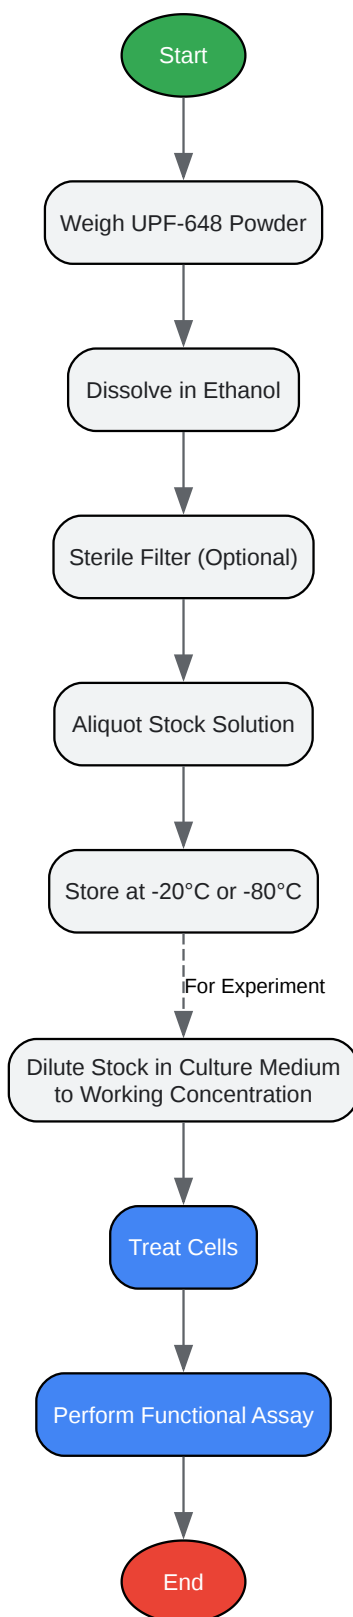 Start
Weigh UPF-648 Powder
Dissolve in Ethanol
Sterile Filter (Optional)
Aliquot Stock Solution
Store at -20°C or -80°C
For Experiment
Dilute Stock in Culture Medium
to Working Concentration
Treat Cells
Perform Functional Assay
End